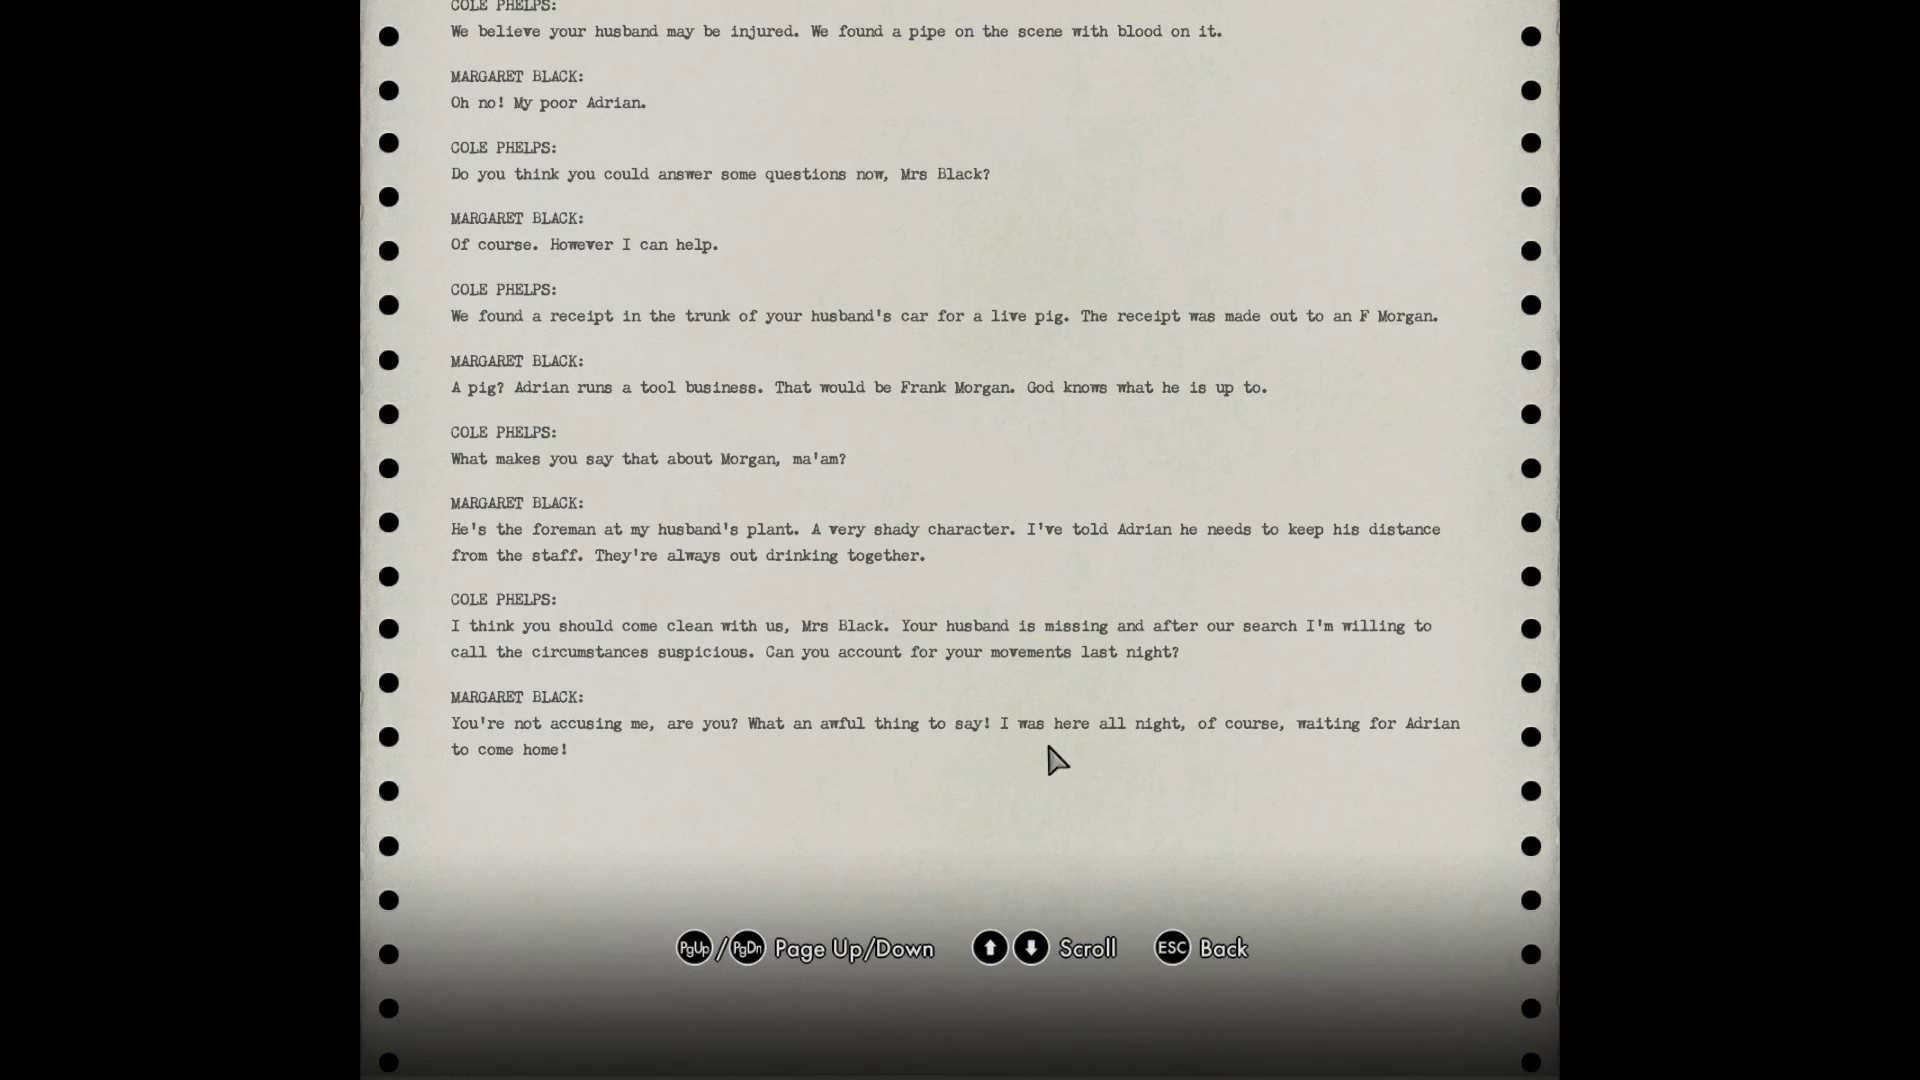 COLE PHELPS:
We believe your husband may be injured. We found a pipe on the scene with blood on it.
MARGARET BLACK:
Oh no! My poor Adrian.
COLE PHELPS:
Do you think you could answer some questions now, Mrs Black?
MARGARET BLACK:
Of course. However I can help.
COLE PHELPS:
We found a receipt in the trunk of your husband's car for a live pig. The receipt was made out to an F Morgan.
MARGARET BLACK:
A pig? Adrian runs a tool business. That would be Frank Morgan. God knows what he is up to.
COLE PHELPS:
What makes you say that about Morgan, ma'am?
MARGARET BLACK:
He's the foreman at my husband's plant. A very shady character. I've told Adrian he needs to keep his distance
from the staff. They're always out drinking together.
COLE PHELPS:
I think you should come clean with us, Mrs Black. Your husband is missing and after our search I'm willing to
call the circumstances suspicious. Can you account for your movements last night?
MARGARET BLACK:
You're not accusing me, are you? What an awful thing to say! I was here all night, of course, waiting for Adrian
to come home!
PgUp / PgDn Page Up/Down Scroll ESC Back